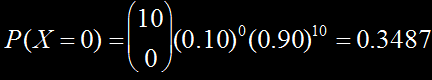 P(X = 0) = (10 0)(0.10)⁰(0.90)¹⁰ = 0.3487